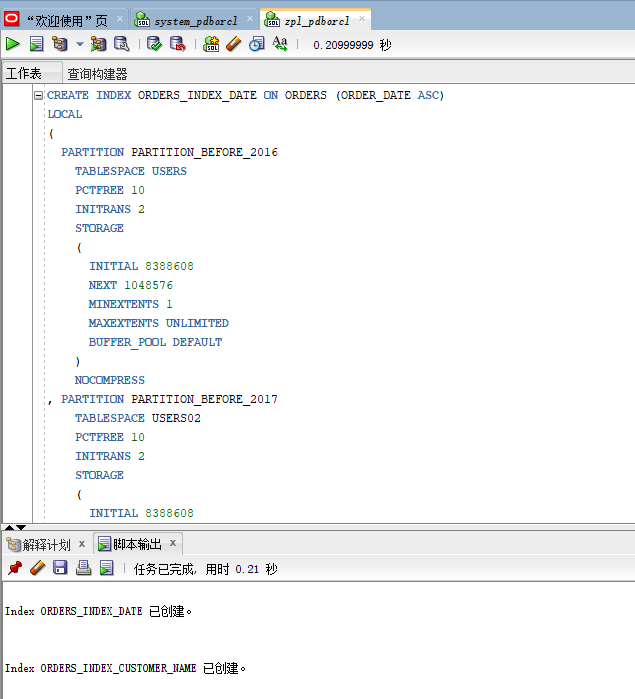 “欢迎使用”页 system_pdborcl zpl_pdborcl
SQL Aa 0.20999999 秒
工作表 查询构建器
CREATE INDEX ORDERS_INDEX_DATE ON ORDERS (ORDER_DATE ASC)
LOCAL
(
PARTITION PARTITION_BEFORE_2016
TABLESPACE USERS
PCTFREE 10
INITRANS 2
STORAGE
(
INITIAL 8388608
NEXT 1048576
MINEXTENTS 1
MAXEXTENTS UNLIMITED
BUFFER_POOL DEFAULT
)
NOCOMPRESS
, PARTITION PARTITION_BEFORE_2017
TABLESPACE USERS02
PCTFREE 10
INITRANS 2
STORAGE
(
INITIAL 8388608
解释计划 x 脚本输出 x
任务已完成, 用时 0.21 秒
Index ORDERS_INDEX_DATE 已创建。
Index ORDERS_INDEX_CUSTOMER_NAME 已创建。